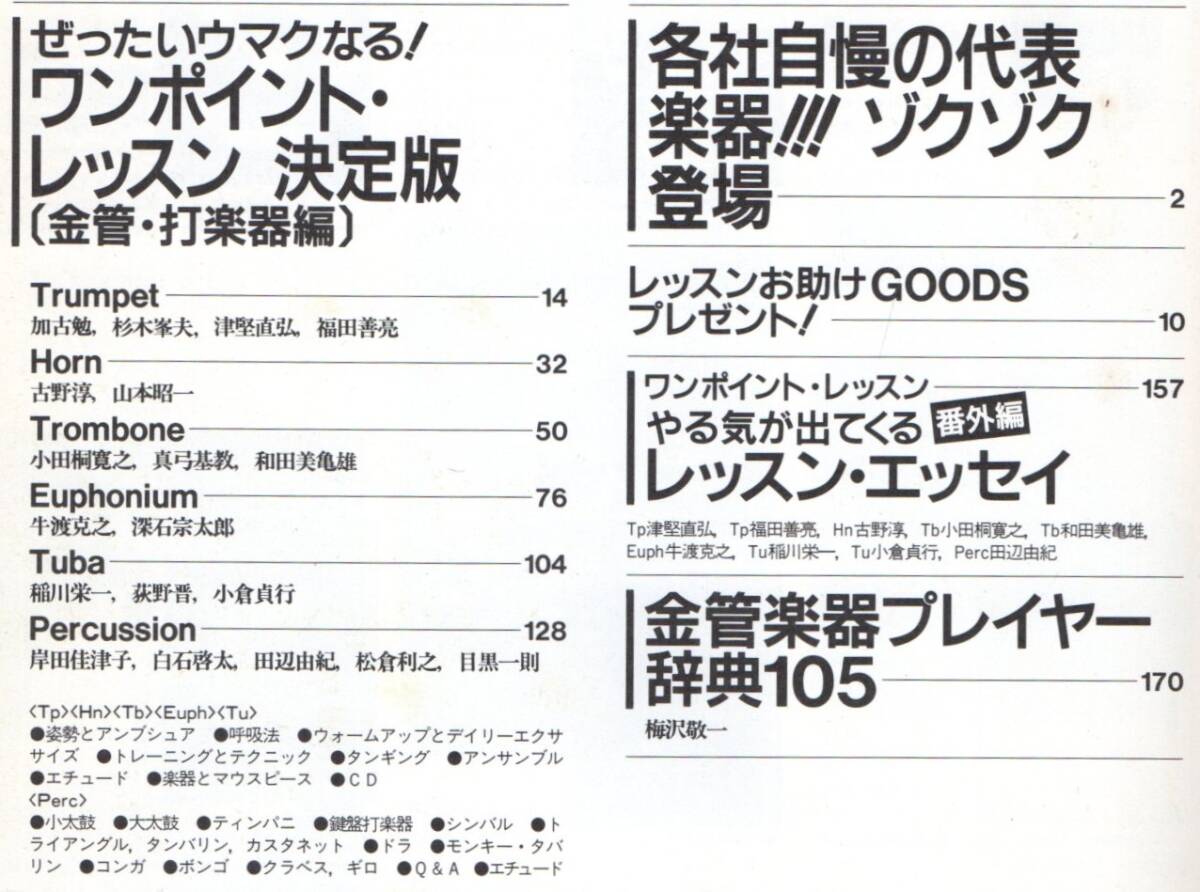 ぜったいウマクなる!
ワンポイント・
レッスン 決定版
〔金管・打楽器編〕
Trumpet 14
加古勉, 杉木峯夫, 津堅直弘, 福田善亮
Horn 32
古野淳, 山本昭一
Trombone 50
小田桐寛之, 真弓基教, 和田美亀雄
Euphonium 76
牛渡克之, 深石宗太郎
Tuba 104
稲川栄一, 荻野晋, 小倉貞行
Percussion 128
岸田佳津子, 白石啓太, 田辺由紀, 松倉利之, 目黒一則
〈Tp〉〈Hn〉〈Tb〉〈Euph〉〈Tu〉
●姿勢とアンブシュア ●呼吸法 ●ウォームアップとデイリーエクサ
サイズ ●トレーニングとテクニック ●タンギング ●アンサンブル
●エチュード ●楽器とマウスピース ●CD
〈Perc〉
●小太鼓 ●大太鼓 ●ティンパニ ●鍵盤打楽器 ●シンバル ●ト
ライアングル, タンバリン, カスタネット ●ドラ ●モンキー・タバ
リン ●コンガ ●ボンゴ ●クラベス, ギロ ●Q&A ●エチュード
各社自慢の代表
楽器!!! ゾクゾク
登場 2
レッスンお助けGOODS
プレゼント! 10
ワンポイント・レッスン 157
やる気が出てくる 番外編
レッスン・エッセイ
Tp津堅直弘, Tp福田善亮, Hn古野淳, Tb小田桐寛之, Tb和田美亀雄,
Euph牛渡克之, Tu稲川栄一, Tu小倉貞行, Perc田辺由紀
金管楽器プレイヤー
辞典105 170
梅沢敬一